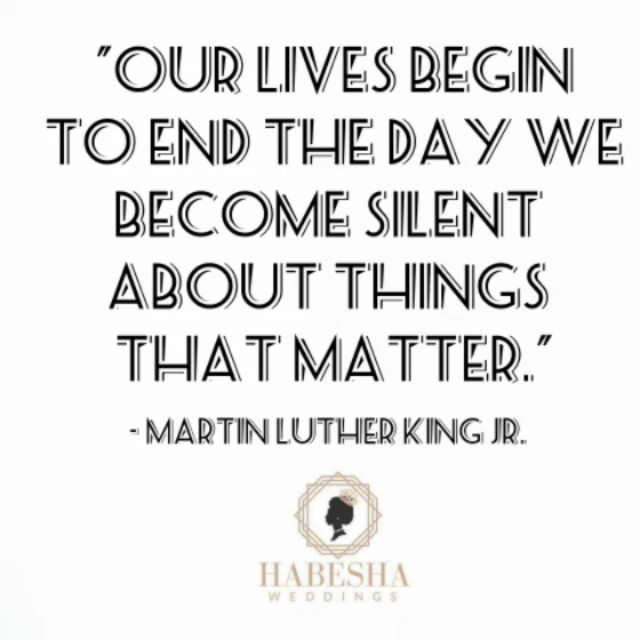 "OUR LIVES BEGIN
TO END THE DAY WE
BECOME SILENT
ABOUT THINGS
THAT MATTER."
- MARTIN LUTHER KING JR.
HABESHA
WEDDINGS